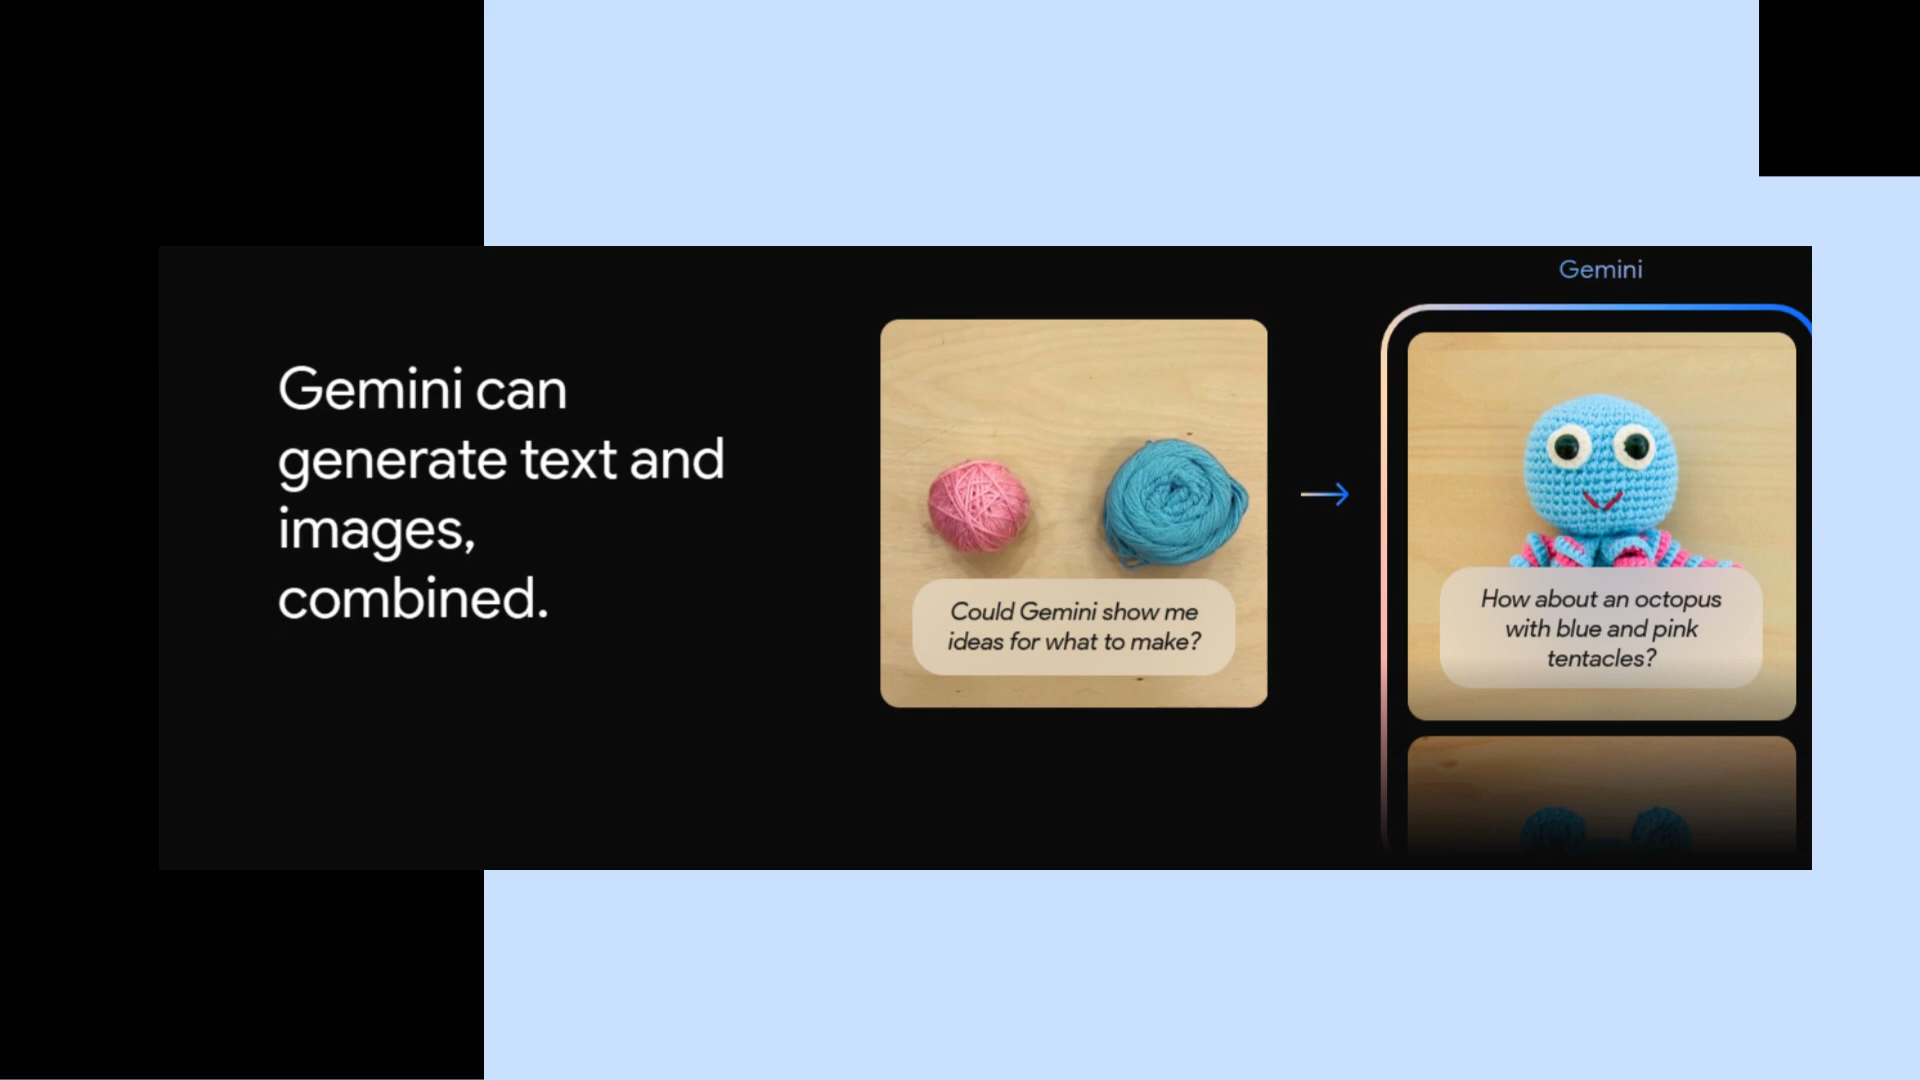 Gemini can
generate text and
images,
combined.
Could Gemini show me
ideas for what to make?
Gemini
How about an octopus
with blue and pink
tentacles?